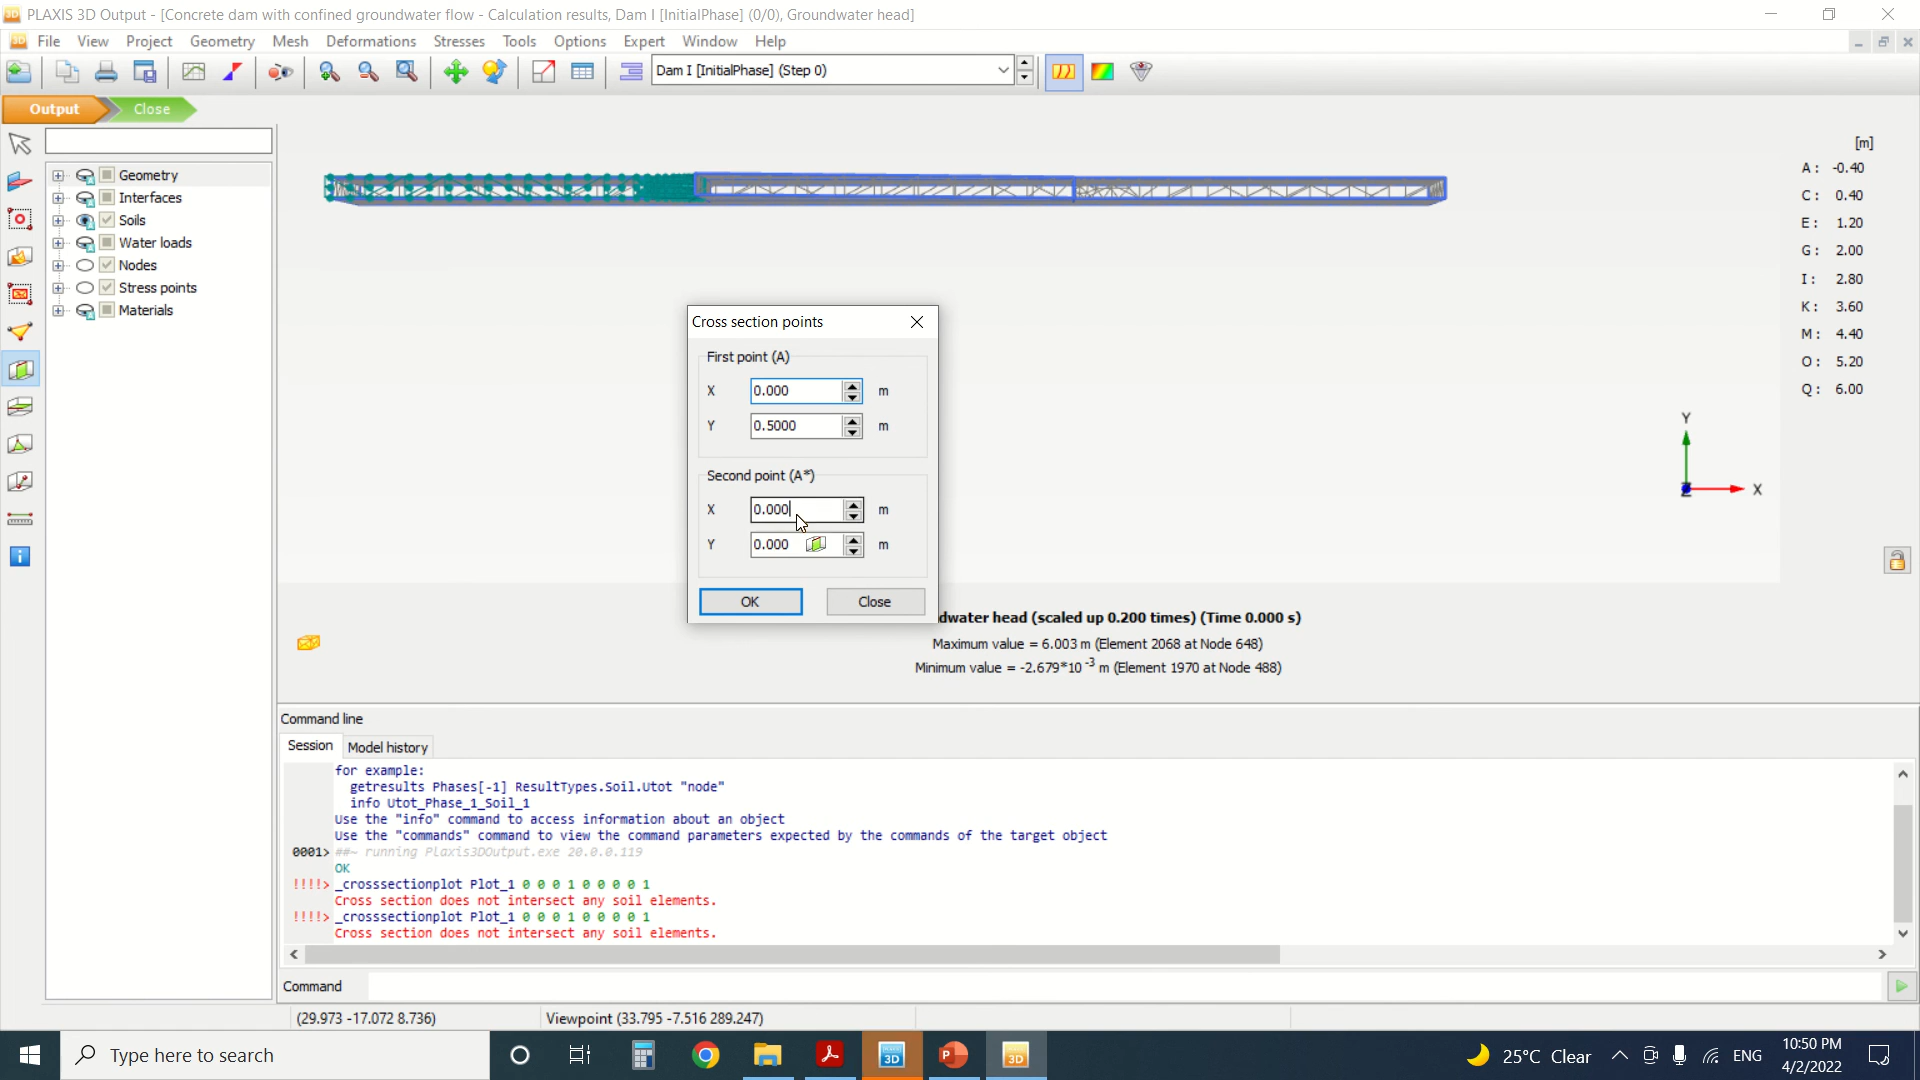 PLAXIS 3D Output - [Concrete dam with confined groundwater flow - Calculation results, Dam I [InitialPhase] (0/0), Groundwater head]
File View Project Geometry Mesh Deformations Stresses Tools Options Expert Window Help
Dam I [InitialPhase] (Step 0)
Output Close
Geometry
Interfaces
Soils
Water loads
Nodes
Stress points
Materials
[m]
A: -0.40
C: 0.40
E: 1.20
G: 2.00
I: 2.80
K: 3.60
M: 4.40
O: 5.20
Q: 6.00
Y
X
Z
Cross section points
First point (A)
X 0.000 m
Y 0.5000 m
Second point (A*)
X 0.000 m
Y 0.000 m
OK Close
dwater head (scaled up 0.200 times) (Time 0.000 s)
Maximum value = 6.003 m (Element 2068 at Node 648)
Minimum value = -2.679*10 -3 m (Element 1970 at Node 488)
Command line
Session Model history
for example:
getresults Phases[-1] ResultTypes.Soil.Utot "node"
info Utot_Phase_1_Soil_1
Use the "info" command to access information about an object
Use the "commands" command to view the command parameters expected by the commands of the target object
0001> ##~ running Plaxis3DOutput.exe 20.0.0.119
OK
!!!!> _crosssectionplot Plot_1 0 0 0 1 0 0 0 0 1
Cross section does not intersect any soil elements.
!!!!> _crosssectionplot Plot_1 0 0 0 1 0 0 0 0 1
Cross section does not intersect any soil elements.
Command
(29.973 -17.072 8.736) Viewpoint (33.795 -7.516 289.247)
Type here to search
3D
P
3D
25°C Clear
ENG
10:50 PM
4/2/2022